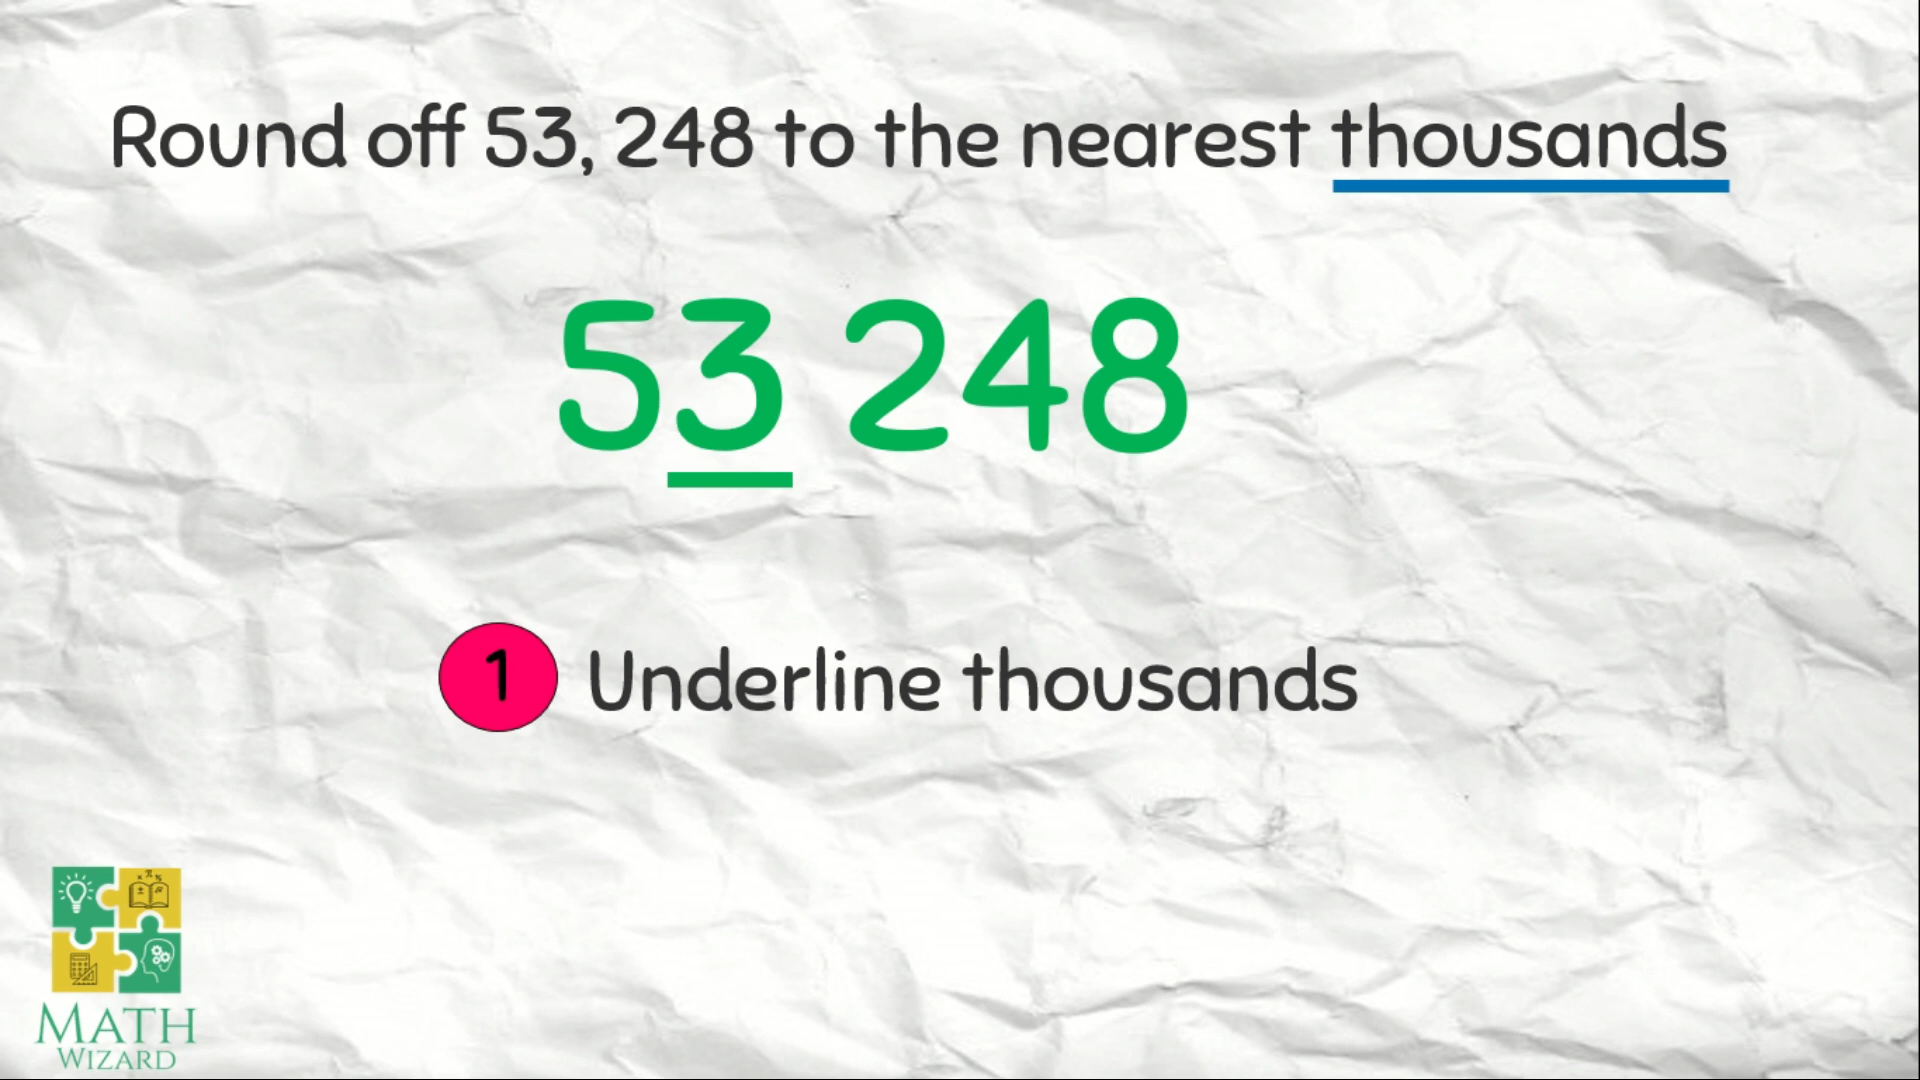 Round off 53, 248 to the nearest thousands
53 248
1 Underline thousands
MATH
WIZARD